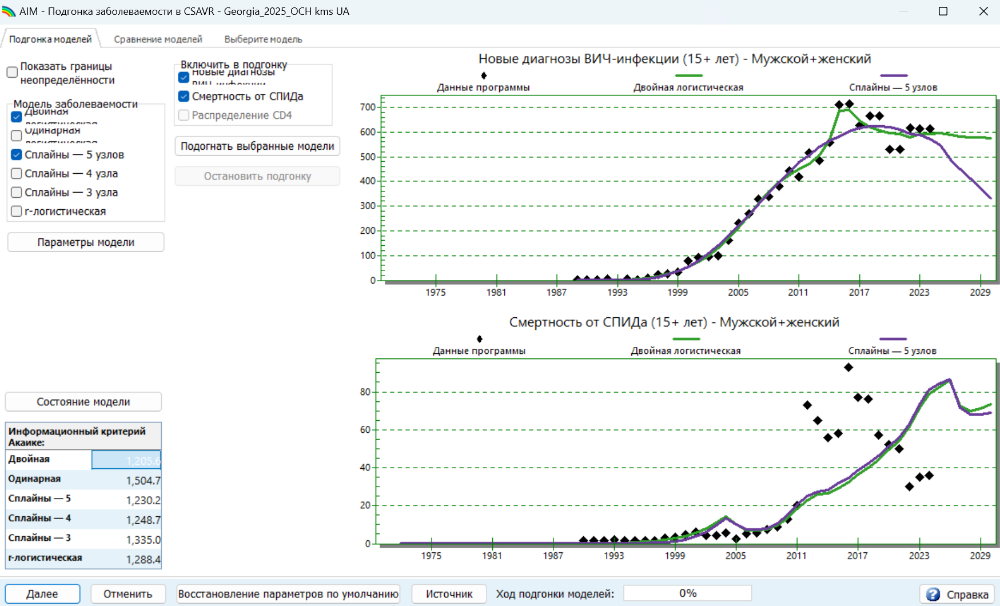 AIM - Подгонка заболеваемости в CSAVR - Georgia_2025_ОСН kms UA
Подгонка моделей
Сравнение моделей
Выберите модель
Показать границы
неопределённости
Модель заболеваемости
Двойная
логистическая
Одинарная
логистическая
Сплайны — 5 узлов
Сплайны — 4 узла
Сплайны — 3 узла
r-логистическая
Параметры модели
Включить в подгонку
Новые диагнозы
ВИЧ-инфекции
Смертность от СПИДа
Распределение CD4
Подогнать выбранные модели
Остановить подгонку
Новые диагнозы ВИЧ-инфекции (15+ лет) - Мужской+женский
Данные программы
Двойная логистическая
Сплайны — 5 узлов
700
600
500
400
300
200
100
0
1975 1981 1987 1993 1999 2005 2011 2017 2023 2029
Смертность от СПИДа (15+ лет) - Мужской+женский
Данные программы
Двойная логистическая
Сплайны — 5 узлов
80
60
40
20
0
1975 1981 1987 1993 1999 2005 2011 2017 2023 2029
Состояние модели
Информационный критерий
Акаике:
Двойная 1,205.6
Одинарная 1,504.7
Сплайны — 5 1,230.2
Сплайны — 4 1,248.7
Сплайны — 3 1,335.0
r-логистическая 1,288.4
Далее
Отменить
Восстановление параметров по умолчанию
Источник
Ход подгонки моделей:
0%
Справка